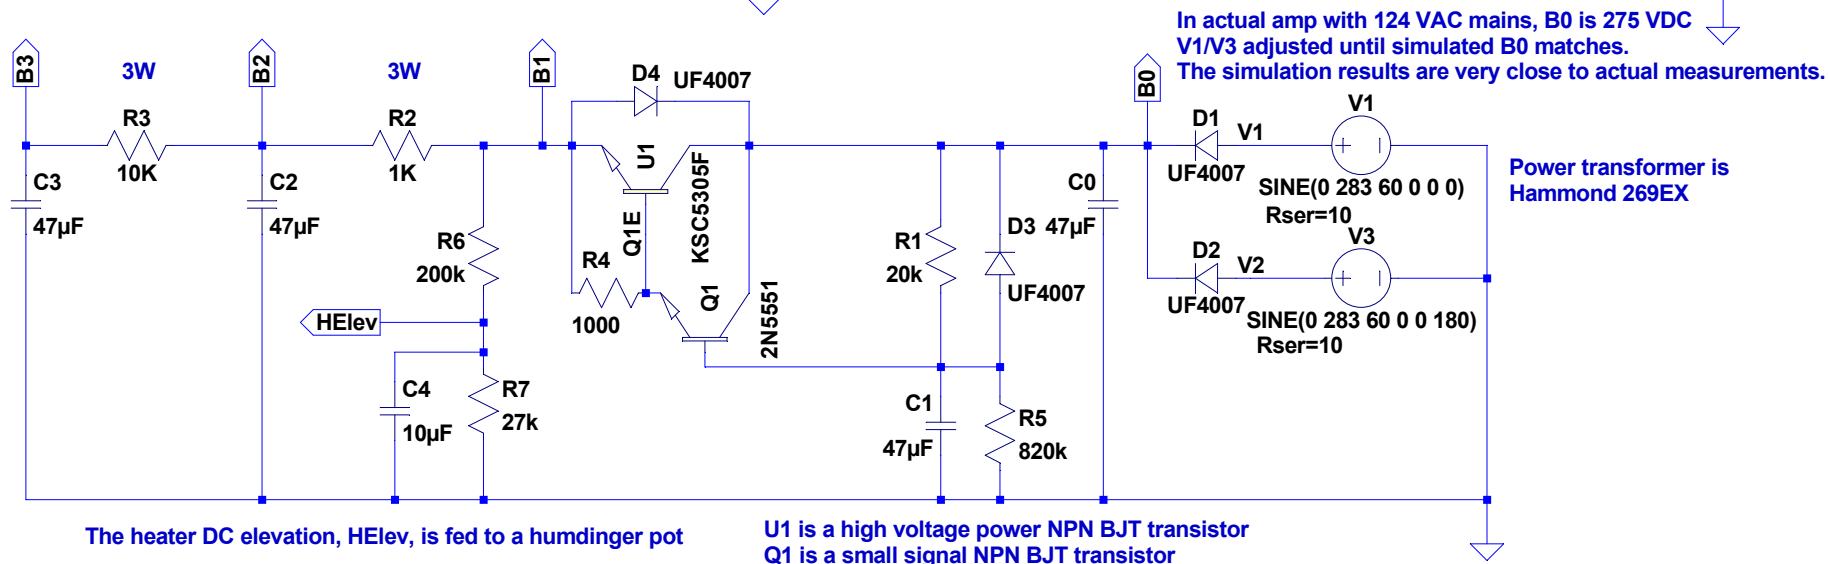 In actual amp with 124 VAC mains, B0 is 275 VDC
V1/V3 adjusted until simulated B0 matches.
The simulation results are very close to actual measurements.
B3
3W
B2
3W
B1
D4
UF4007
B0
V1
R3
10K
R2
1K
U1
KSC5305F
D1
V1
UF4007
SINE(0 283 60 0 0 0)
Rser=10
Power transformer is
Hammond 269EX
C3
47µF
C2
47µF
C0
47µF
R6
200k
Q1E
R4
1000
Q1
2N5551
R1
20k
D3
UF4007
V3
D2
V2
UF4007
SINE(0 283 60 0 0 180)
Rser=10
HElev
C4
10µF
R7
27k
C1
47µF
R5
820k
The heater DC elevation, HElev, is fed to a humdinger pot
U1 is a high voltage power NPN BJT transistor
Q1 is a small signal NPN BJT transistor